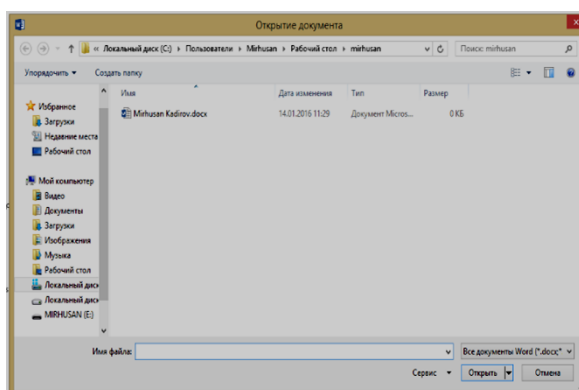 Открытие документа
« Локальный диск (C:) ▸ Пользователи ▸ Mirhusan ▸ Рабочий стол ▸ mirhusan
Поиск: mirhusan
Упорядочить
Создать папку
Имя Дата изменения Тип Размер
Mirhusan Kadirov.docx 14.01.2016 11:29 Документ Micros... 0 КБ
Избранное
Загрузки
Недавние места
Рабочий стол
Мой компьютер
Видео
Документы
Загрузки
Изображения
Музыка
Рабочий стол
Локальный диск
Локальный диск
MIRHUSAN (E:)
Имя файла:
Все документы Word (*.docx;*
Сервис
Открыть
Отмена